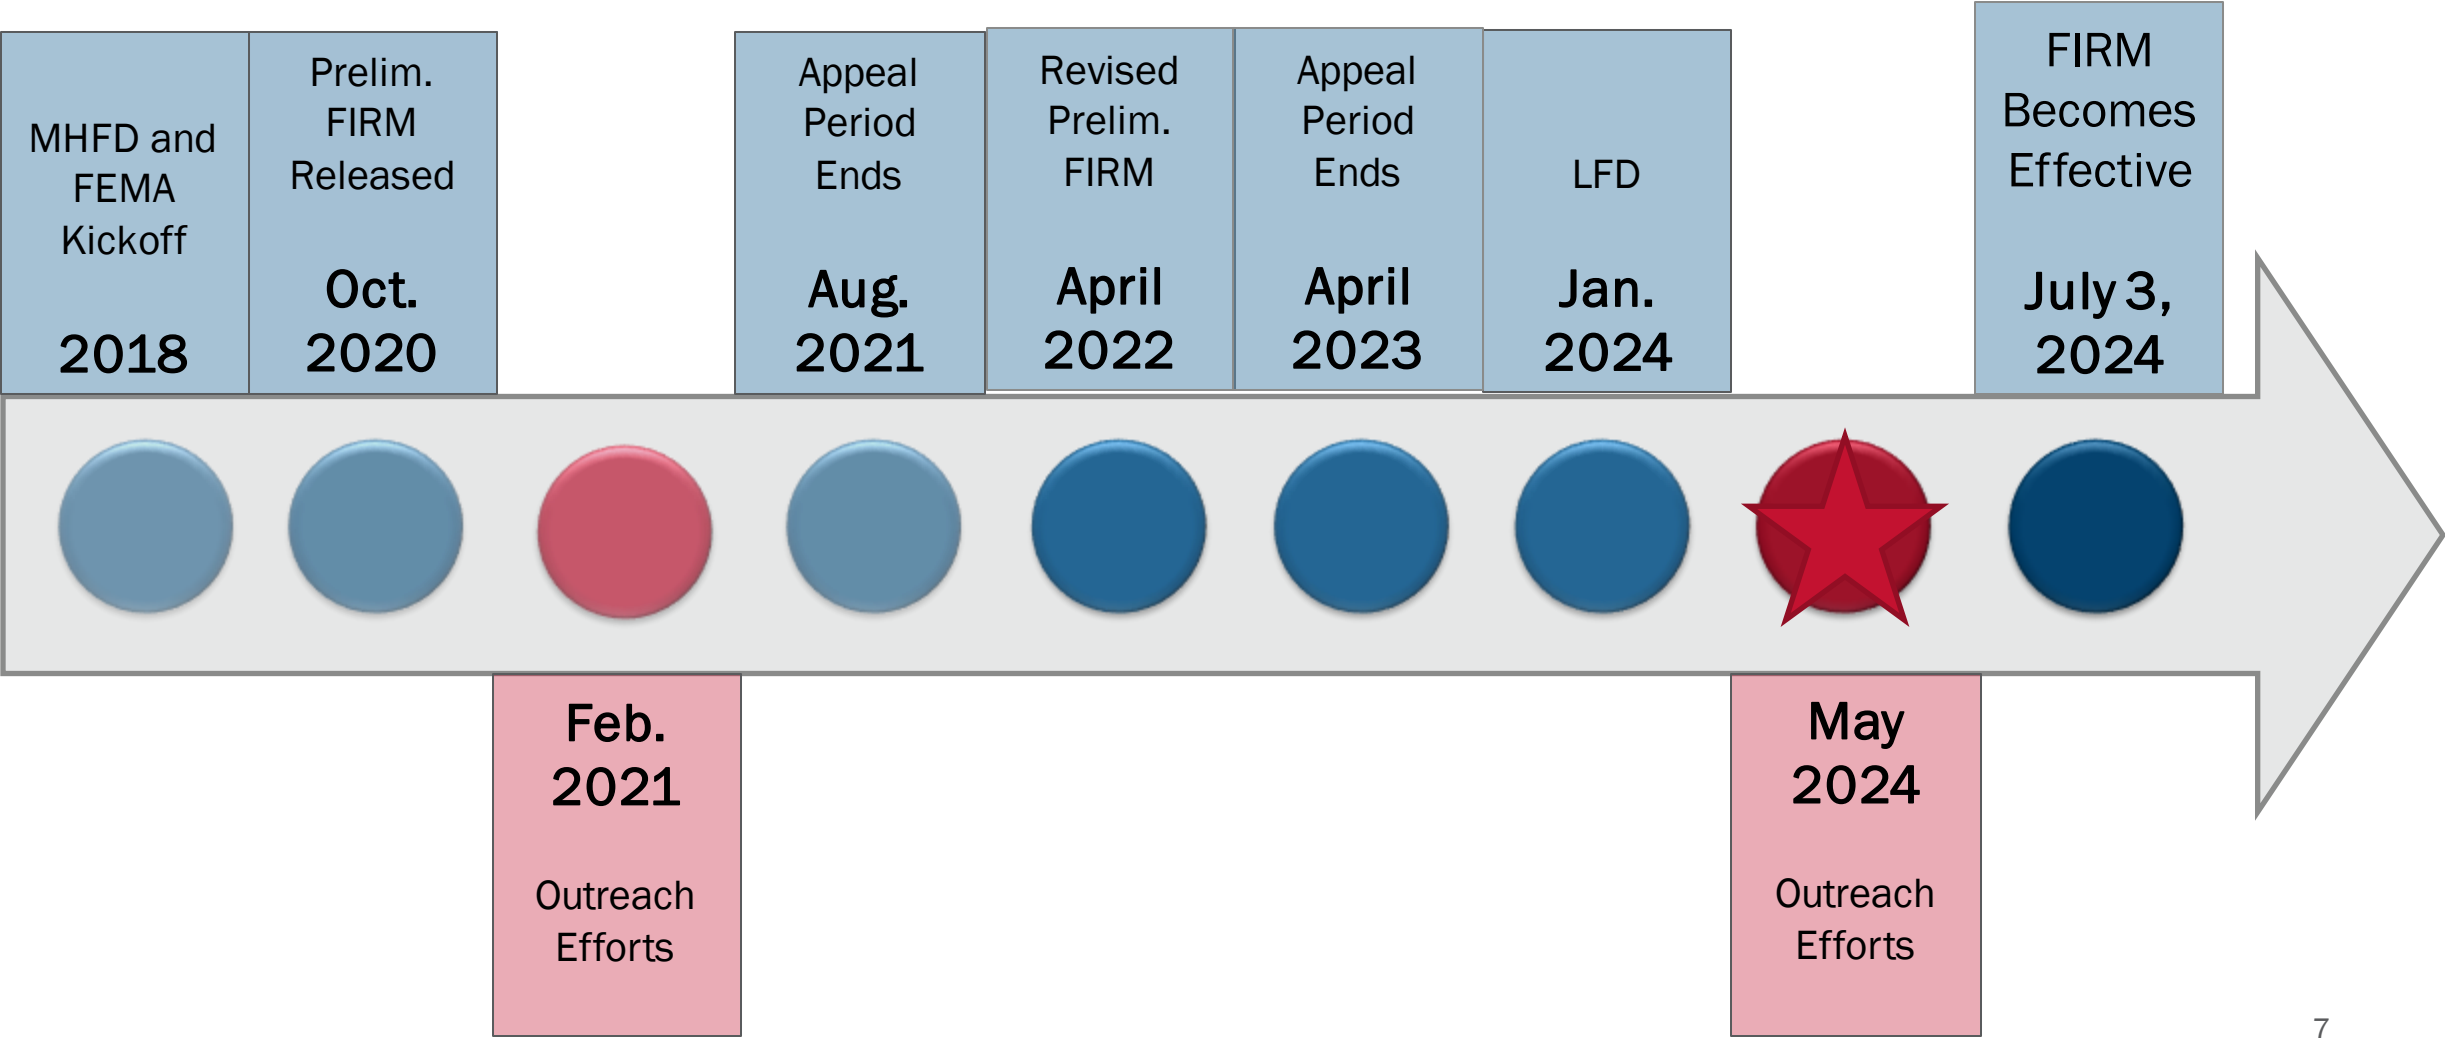 MHFD and
FEMA
Kickoff
2018
Prelim.
FIRM
Released
Oct.
2020
Feb.
2021
Outreach
Efforts
Appeal
Period
Ends
Aug.
2021
Revised
Prelim.
FIRM
April
2022
Appeal
Period
Ends
April
2023
LFD
Jan.
2024
May
2024
Outreach
Efforts
FIRM
Becomes
Effective
July 3,
2024
7